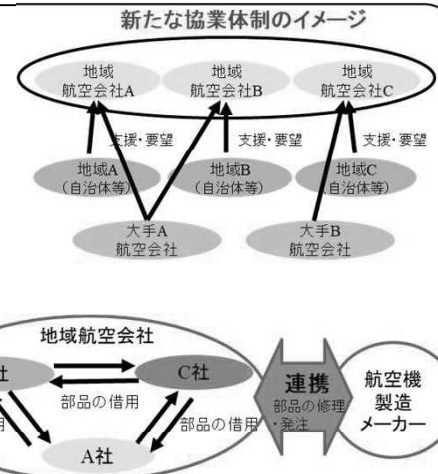 新たな協業体制のイメージ
地域 地域 地域
航空会社A 航空会社B 航空会社C
支援・要望 支援・要望 支援・要望
地域A 地域B 地域C
(自治体等) (自治体等) (自治体等)
大手A 大手B
航空会社 航空会社
地域航空会社
社 C社
部品の借用
用 部品の借用
A社
連携
部品の修理
・発注
航空機
製造
メーカー